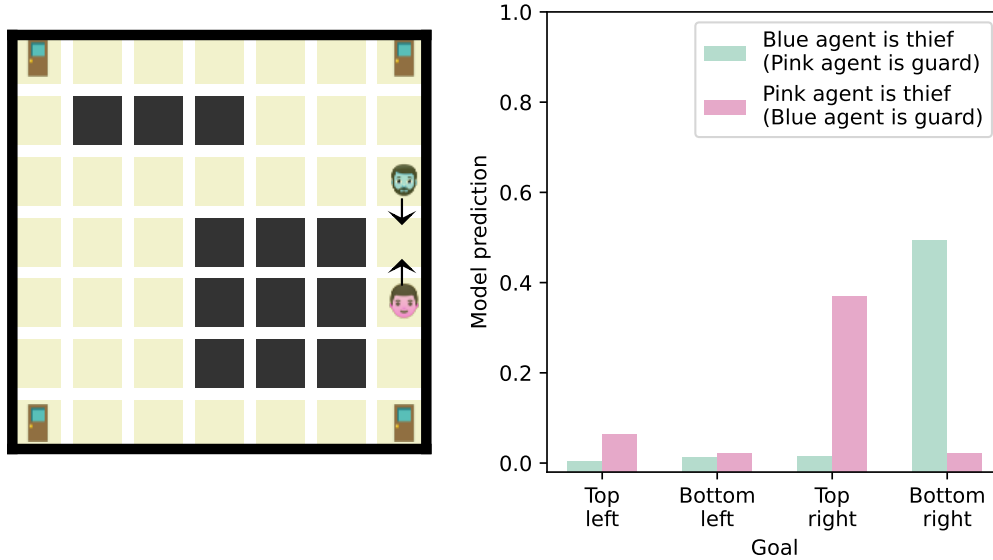 1.0
0.8
0.6
0.4
0.2
0.0
Model prediction
Blue agent is thief
(Pink agent is guard)
Pink agent is thief
(Blue agent is guard)
Top
left
Bottom
left
Top
right
Bottom
right
Goal